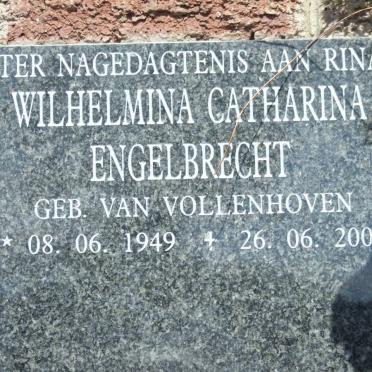 TER NAGEDAGTENIS AAN RINA
WILHELMINA CATHARINA
ENGELBRECHT
GEB. VAN VOLLENHOVEN
* 08. 06. 1949 ⚡ 26. 06. 200